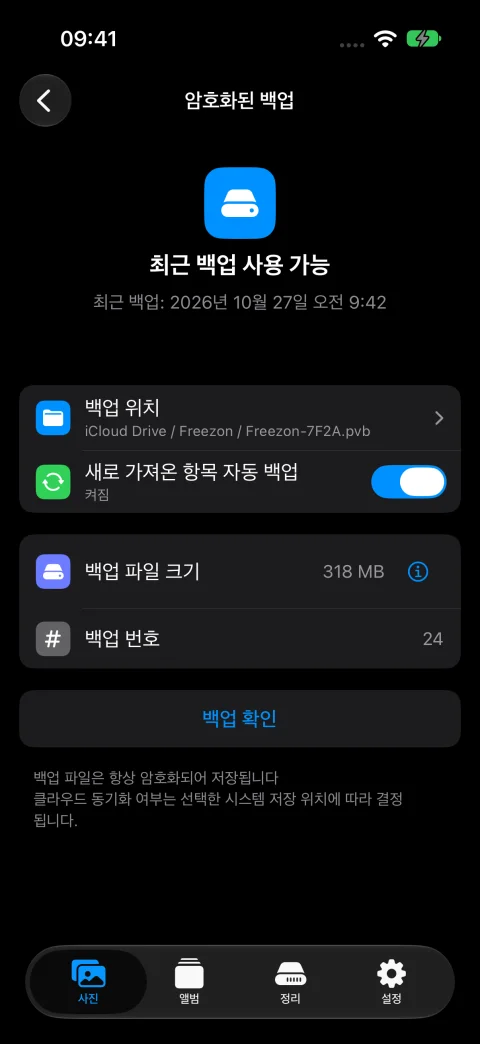 09:41
암호화된 백업
최근 백업 사용 가능
최근 백업: 2026년 10월 27일 오전 9:42
백업 위치
iCloud Drive / Freezon / Freezon-7F2A.pvb
새로 가져온 항목 자동 백업
켜짐
백업 파일 크기 318 MB
# 백업 번호 24
백업 확인
백업 파일은 항상 암호화되어 저장됩니다
클라우드 동기화 여부는 선택한 시스템 저장 위치에 따라 결정
됩니다.
사진 앨범 정리 설정